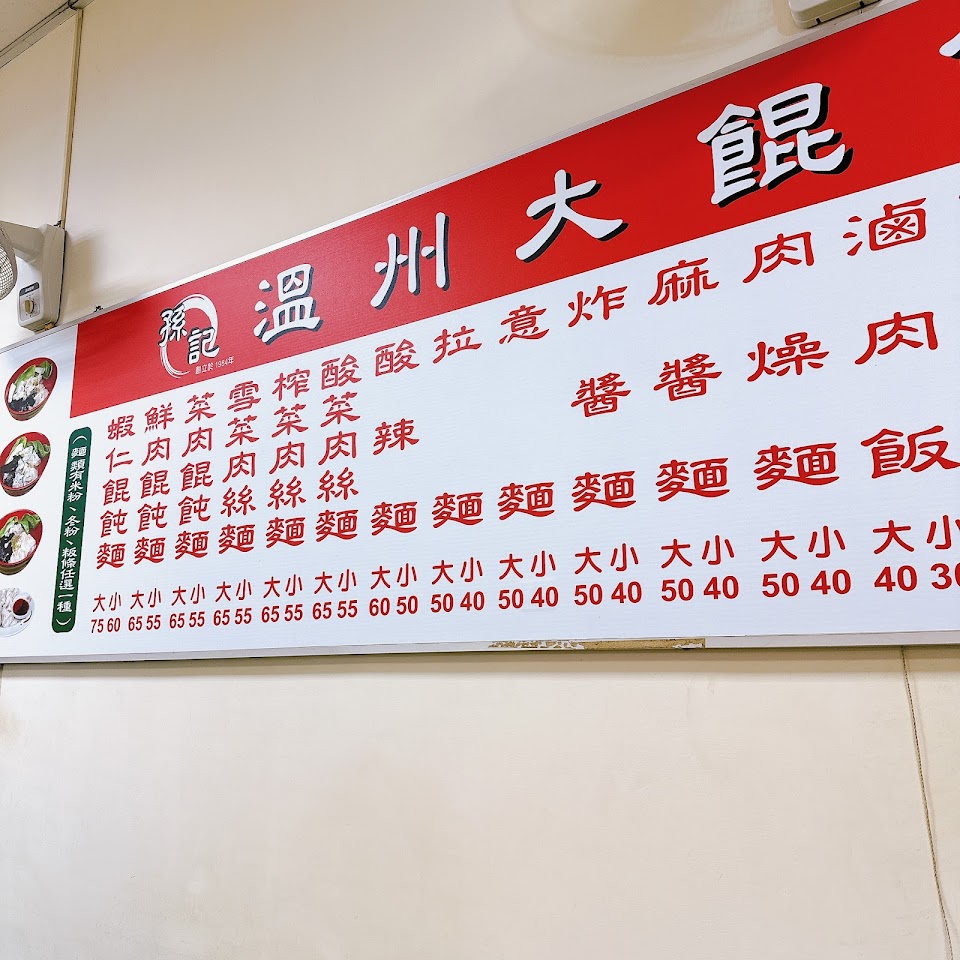 孫記
創立於 1984年
溫州大餛
(麵類有米粉、冬粉、粄條任選一種)
蝦仁餛飩麵
大小
75 60
鮮肉餛飩麵
大小
65 55
菜肉餛飩麵
大小
65 55
雪菜肉絲麵
大小
65 55
榨菜肉絲麵
大小
65 55
酸菜肉絲麵
大小
65 55
酸辣麵
大小
60 50
拉麵
大小
50 40
意麵
大小
50 40
炸醬麵
大小
50 40
麻醬麵
大小
50 40
肉燥麵
大小
50 40
滷肉飯
大小
40 30